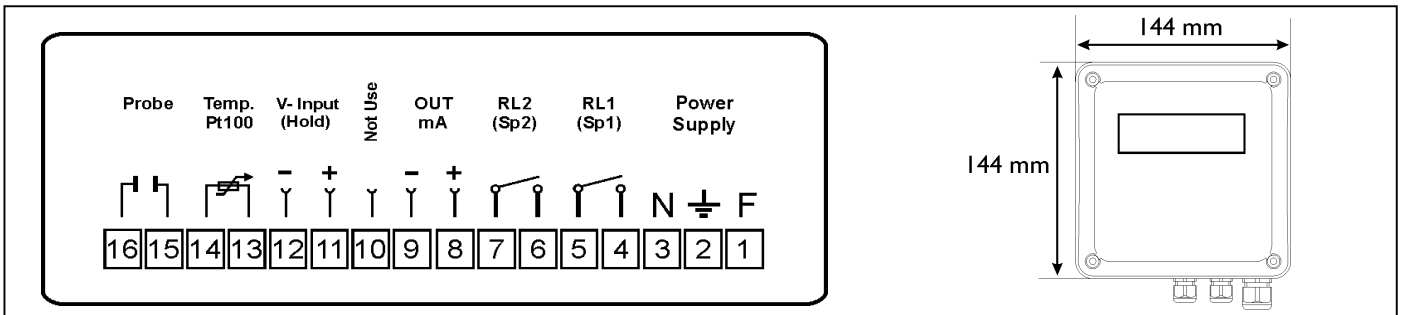 Probe
Temp.
Pt100
V- Input
(Hold)
Not Use
OUT
mA
RL2
(Sp2)
RL1
(Sp1)
Power
Supply
- + - +
N F
16 15 14 13 12 11 10 9 8 7 6 5 4 3 2 1
144 mm
144 mm